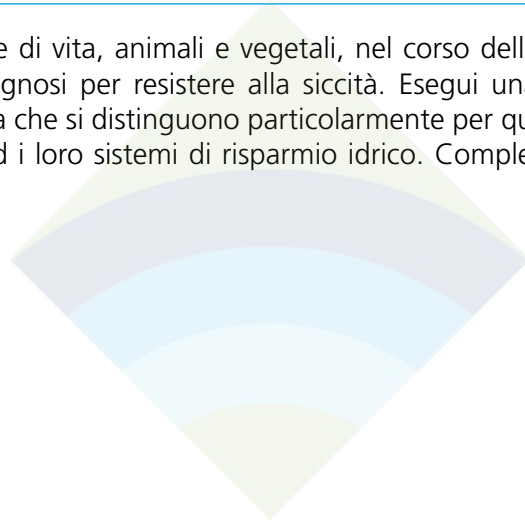 e di vita, animali e vegetali, nel corso dell
gnosi per resistere alla siccità. Esegui un
a che si distinguono particolarmente per qu
d i loro sistemi di risparmio idrico. Comple